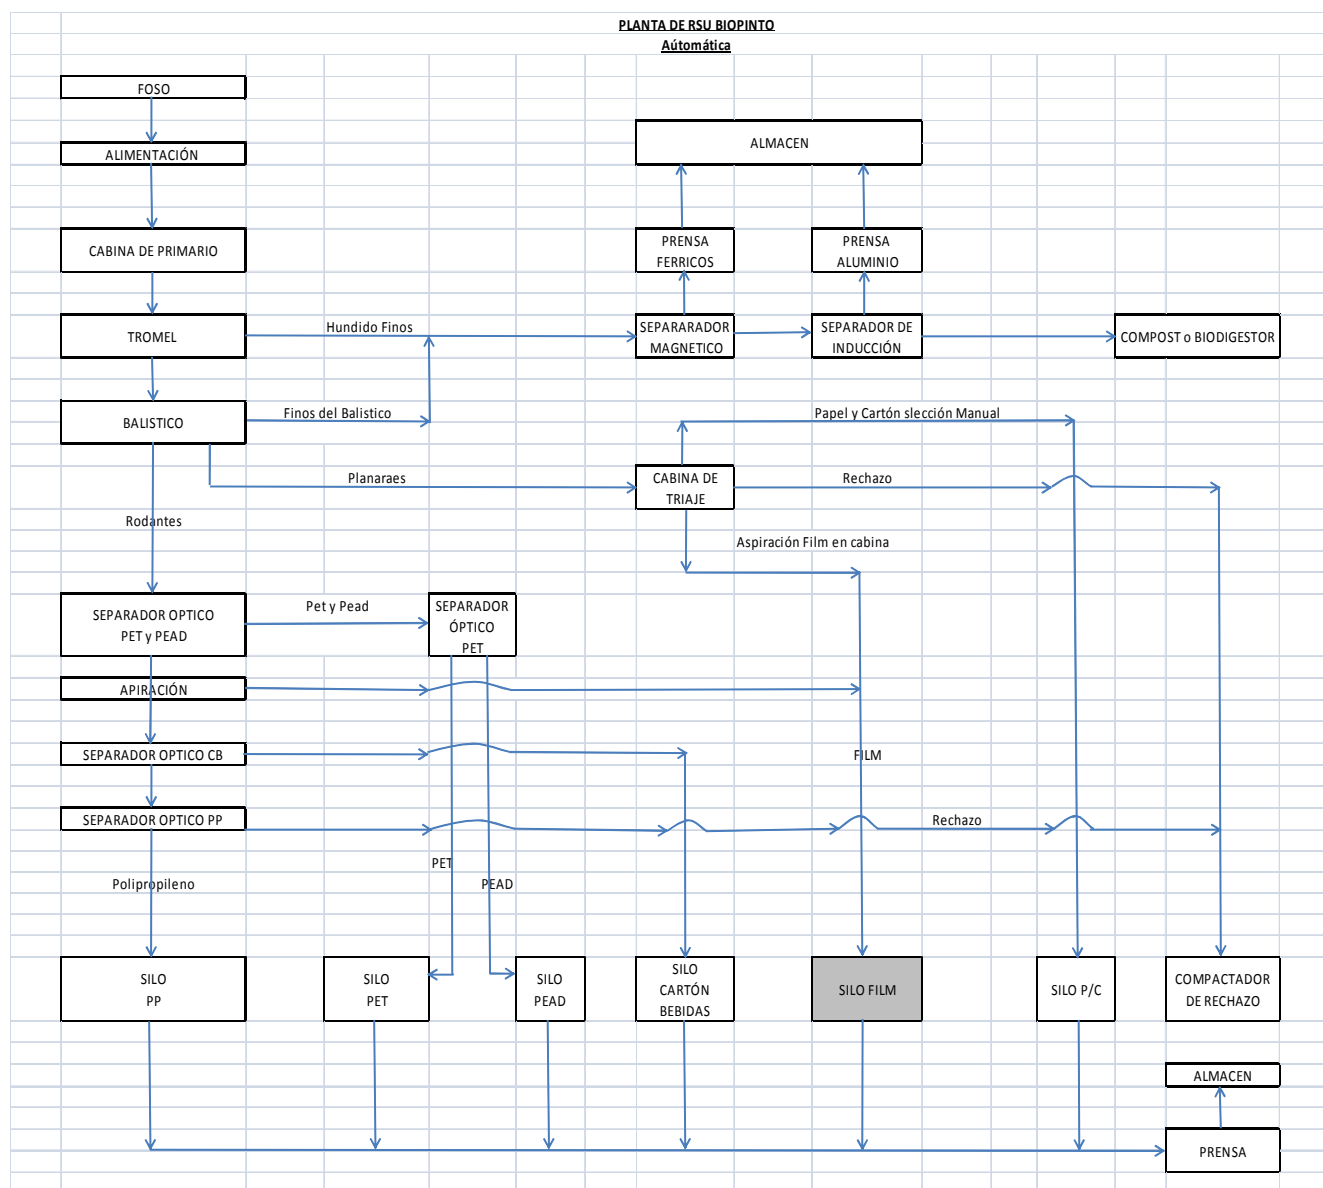 PLANTA DE RSU BIOPINTO
Aútomática
FOSO
ALMACEN
ALIMENTACIÓN
CABINA DE PRIMARIO
PRENSA
FERRICOS
PRENSA
ALUMINIO
TROMEL
Hundido Finos
SEPARARADOR
MAGNETICO
SEPARADOR DE
INDUCCIÓN
COMPOST o BIODIGESTOR
BALISTICO
Finos del Balistico
Papel y Cartón slección Manual
Planaraes
CABINA DE
TRIAJE
Rechazo
Rodantes
Aspiración Film en cabina
SEPARADOR OPTICO
PET y PEAD
Pet y Pead
SEPARADOR
ÓPTICO
PET
APIRACIÓN
SEPARADOR OPTICO CB
FILM
SEPARADOR OPTICO PP
Rechazo
PET
Polipropileno
PEAD
SILO
PP
SILO
PET
SILO
PEAD
SILO
CARTÓN
BEBIDAS
SILO FILM
SILO P/C
COMPACTADOR
DE RECHAZO
ALMACEN
PRENSA